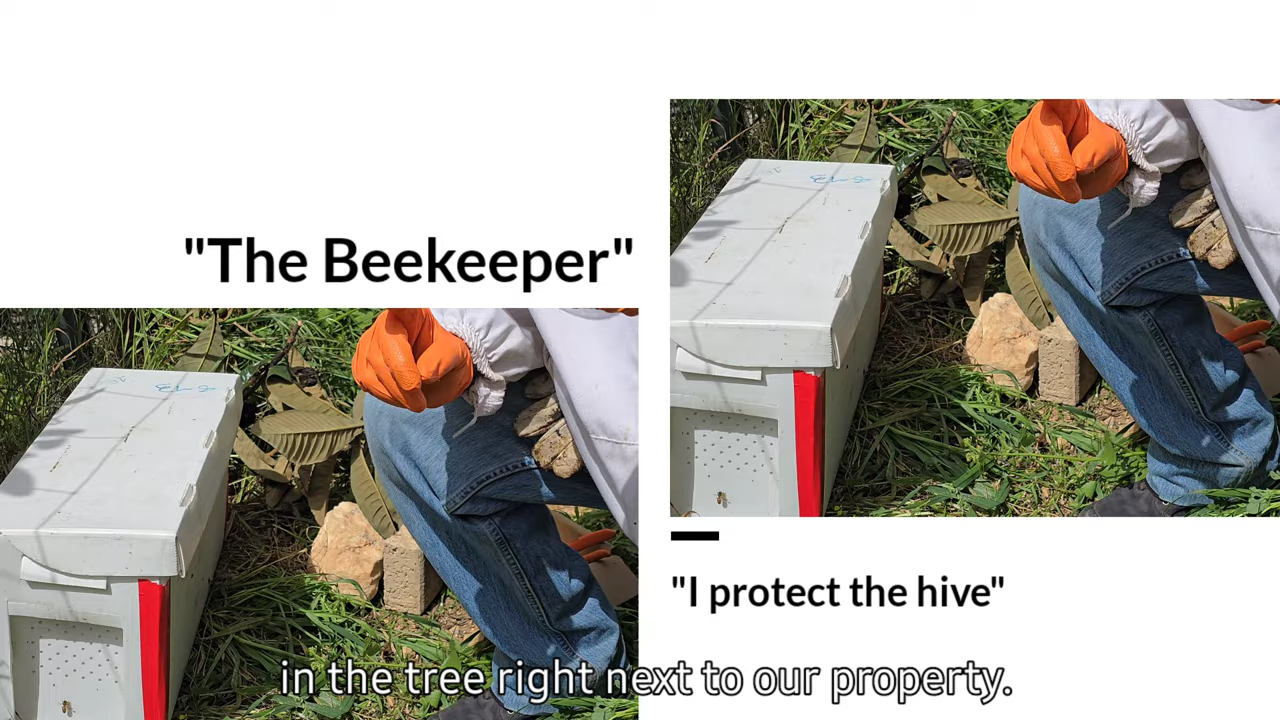 "The Beekeeper"
"I protect the hive"
in the tree right next to our property.